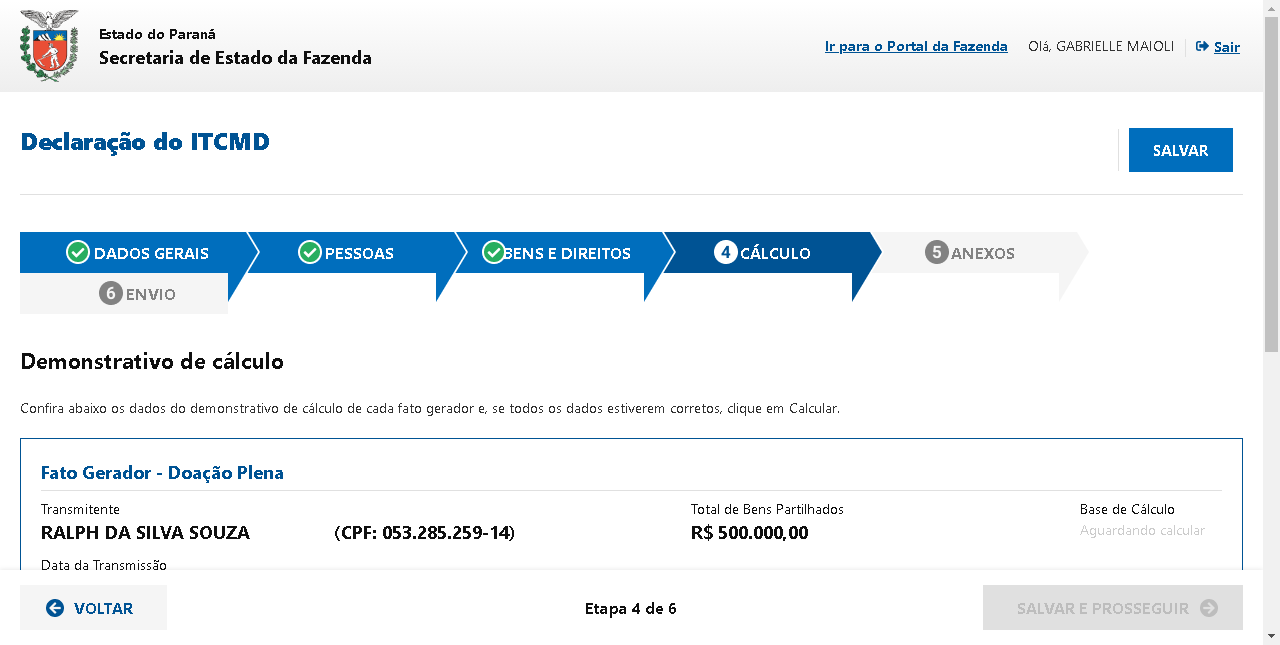 Estado do Paraná
Secretaria de Estado da Fazenda
Ir para o Portal da Fazenda
Olá, GABRIELLE MAIOLI
Sair
Declaração do ITCMD
SALVAR
DADOS GERAIS
PESSOAS
BENS E DIREITOS
4 CÁLCULO
5 ANEXOS
6 ENVIO
Demonstrativo de cálculo
Confira abaixo os dados do demonstrativo de cálculo de cada fato gerador e, se todos os dados estiverem corretos, clique em Calcular.
Fato Gerador - Doação Plena
Transmitente
RALPH DA SILVA SOUZA (CPF: 053.285.259-14)
Total de Bens Partilhados
R$ 500.000,00
Base de Cálculo
Aguardando calcular
Data da Transmissão
VOLTAR
Etapa 4 de 6
SALVAR E PROSSEGUIR